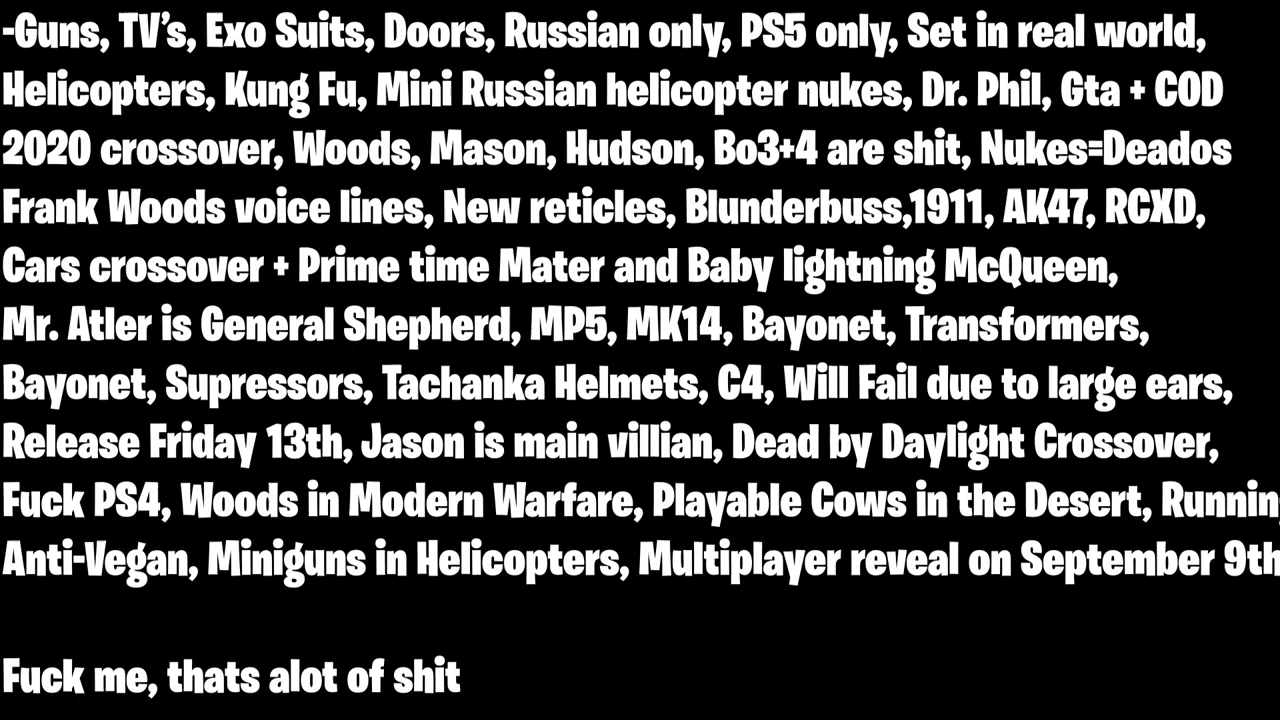 -Guns, TV's, Exo Suits, Doors, Russian only, PS5 only, Set in real world,
Helicopters, Kung Fu, Mini Russian helicopter nukes, Dr. Phil, Gta + COD
2020 crossover, Woods, Mason, Hudson, Bo3+4 are shit, Nukes=Deados
Frank Woods voice lines, New reticles, Blunderbuss,1911, AK47, RCXD,
Cars crossover + Prime time Mater and Baby lightning McQueen,
Mr. Atler is General Shepherd, MP5, MK14, Bayonet, Transformers,
Bayonet, Supressors, Tachanka Helmets, C4, Will Fail due to large ears,
Release Friday 13th, Jason is main villian, Dead by Daylight Crossover,
Fuck PS4, Woods in Modern Warfare, Playable Cows in the Desert, Runnin
Anti-Vegan, Miniguns in Helicopters, Multiplayer reveal on September 9th
Fuck me, thats alot of shit